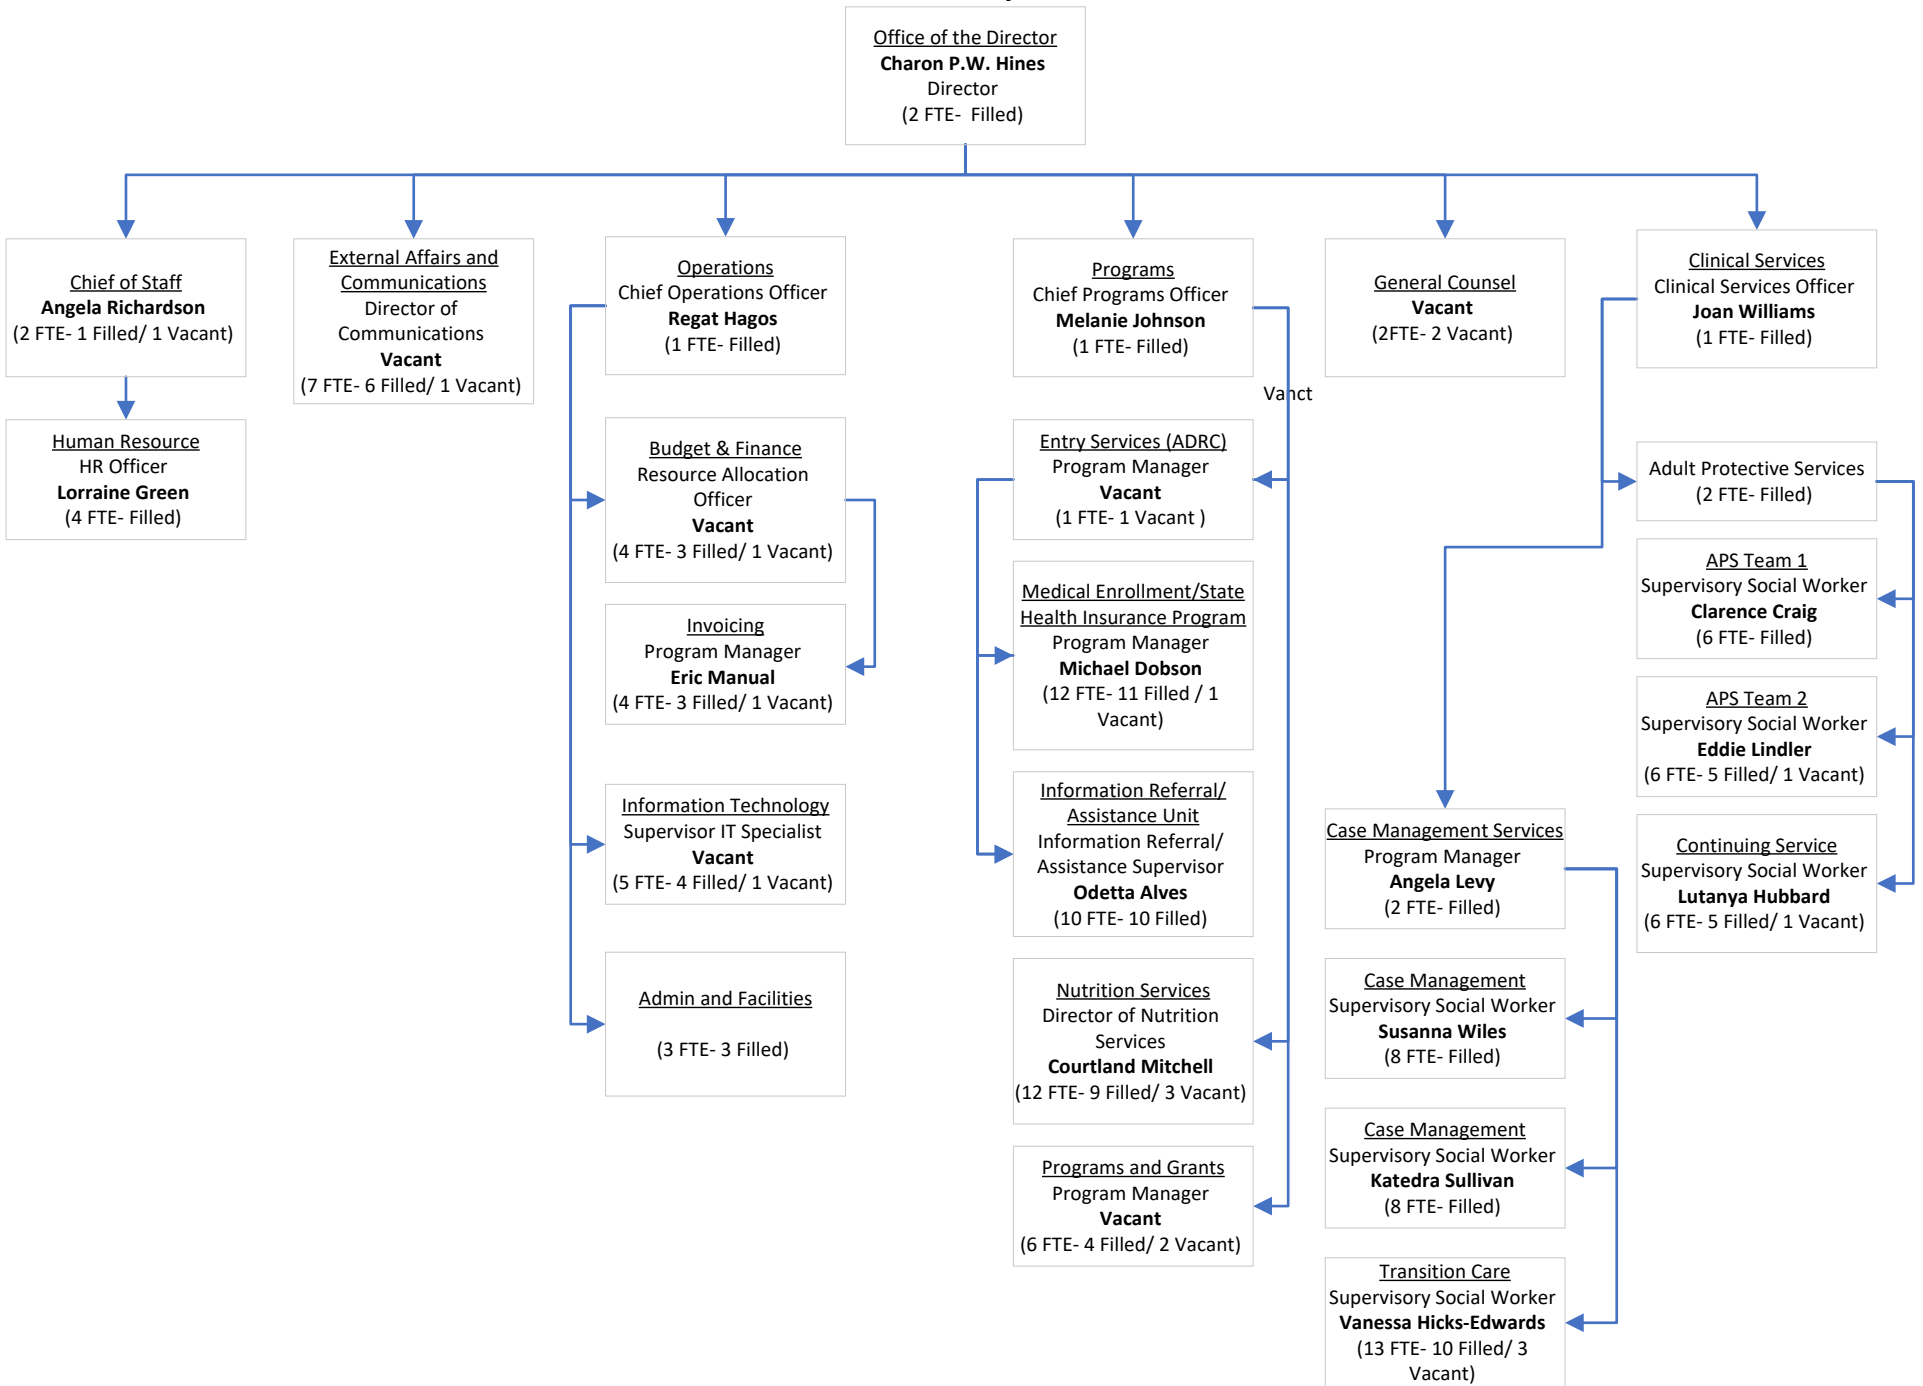 Office of the Director
Charon P.W. Hines
Director
(2 FTE-  Filled)
Chief of Staff
Angela Richardson
(2 FTE- 1 Filled/ 1 Vacant)
Human Resource
HR Officer
Lorraine Green
(4 FTE- Filled)
External Affairs and
Communications
Director of
Communications
Vacant
(7 FTE- 6 Filled/ 1 Vacant)
Operations
Chief Operations Officer
Regat Hagos
(1 FTE- Filled)
Budget & Finance
Resource Allocation
Officer
Vacant
(4 FTE- 3 Filled/ 1 Vacant)
Invoicing
Program Manager
Eric Manual
(4 FTE- 3 Filled/ 1 Vacant)
Information Technology
Supervisor IT Specialist
Vacant
(5 FTE- 4 Filled/ 1 Vacant)
Admin and Facilities
(3 FTE- 3 Filled)
Programs
Chief Programs Officer
Melanie Johnson
(1 FTE- Filled)
Vanct
Entry Services (ADRC)
Program Manager
Vacant
(1 FTE- 1 Vacant )
Medical Enrollment/State
Health Insurance Program
Program Manager
Michael Dobson
(12 FTE- 11 Filled / 1
Vacant)
Information Referral/
Assistance Unit
Information Referral/
Assistance Supervisor
Odetta Alves
(10 FTE- 10 Filled)
Nutrition Services
Director of Nutrition
Services
Courtland Mitchell
(12 FTE- 9 Filled/ 3 Vacant)
Programs and Grants
Program Manager
Vacant
(6 FTE- 4 Filled/ 2 Vacant)
General Counsel
Vacant
(2FTE- 2 Vacant)
Clinical Services
Clinical Services Officer
Joan Williams
(1 FTE- Filled)
Adult Protective Services
(2 FTE- Filled)
APS Team 1
Supervisory Social Worker
Clarence Craig
(6 FTE- Filled)
APS Team 2
Supervisory Social Worker
Eddie Lindler
(6 FTE- 5 Filled/ 1 Vacant)
Continuing Service
Supervisory Social Worker
Lutanya Hubbard
(6 FTE- 5 Filled/ 1 Vacant)
Case Management Services
Program Manager
Angela Levy
(2 FTE- Filled)
Case Management
Supervisory Social Worker
Susanna Wiles
(8 FTE- Filled)
Case Management
Supervisory Social Worker
Katedra Sullivan
(8 FTE- Filled)
Transition Care
Supervisory Social Worker
Vanessa Hicks-Edwards
(13 FTE- 10 Filled/ 3
Vacant)